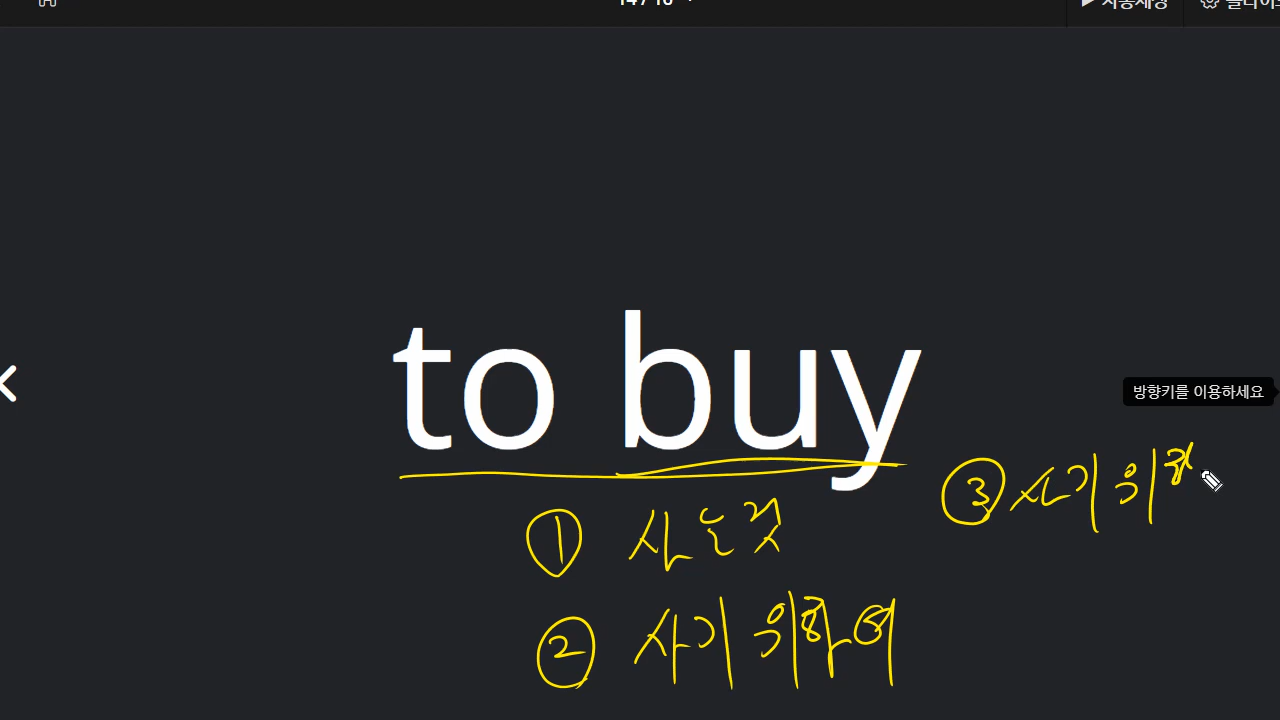 to buy
방향키를 이용하세요
① 사는 것
② 사기 위하여
③ 사기 위